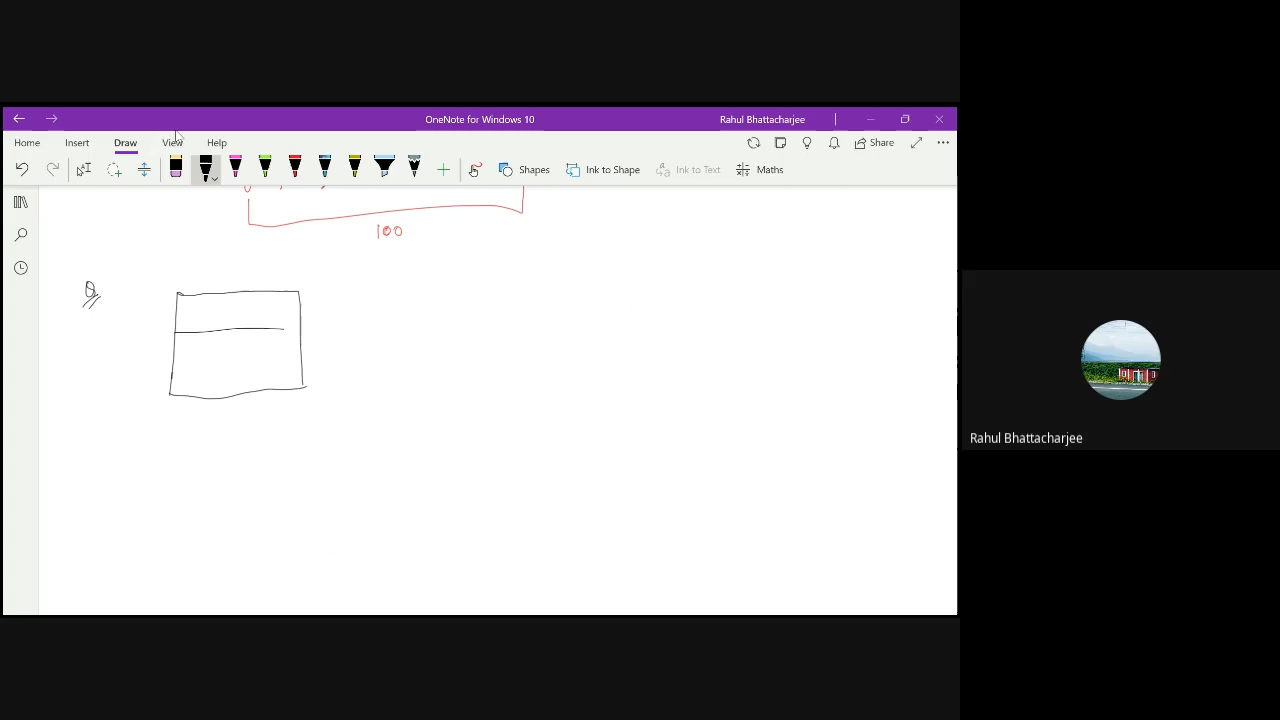 OneNote for Windows 10
Rahul Bhattacharjee
Home Insert Draw View Help
Share
Shapes Ink to Shape Ink to Text Maths
100
Q
Rahul Bhattacharjee